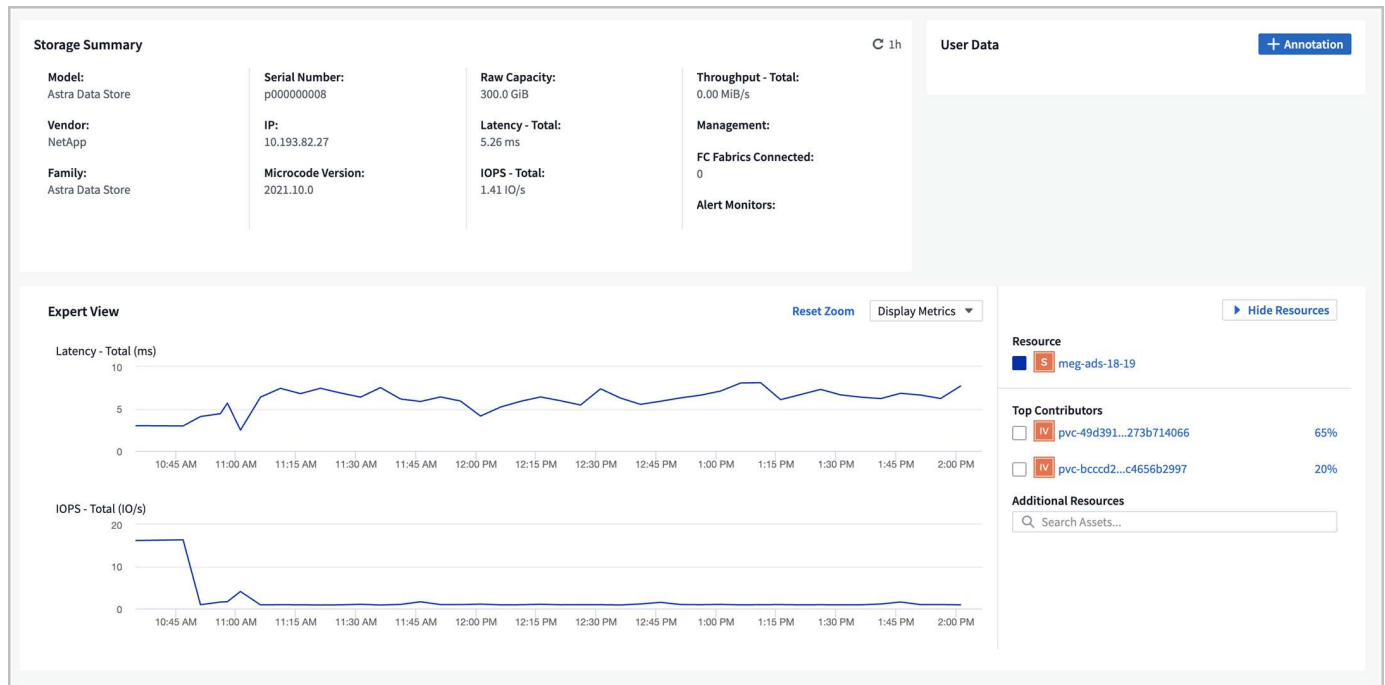 Storage Summary
1h
Model:
Astra Data Store
Vendor:
NetApp
Family:
Astra Data Store
Serial Number:
p000000008
IP:
10.193.82.27
Microcode Version:
2021.10.0
Raw Capacity:
300.0 GiB
Latency - Total:
5.26 ms
IOPS - Total:
1.41 IO/s
Throughput - Total:
0.00 MiB/s
Management:
FC Fabrics Connected:
0
Alert Monitors:
User Data
+ Annotation
Expert View
Reset Zoom
Display Metrics
Latency - Total (ms)
10
5
0
10:45 AM 11:00 AM 11:15 AM 11:30 AM 11:45 AM 12:00 PM 12:15 PM 12:30 PM 12:45 PM 1:00 PM 1:15 PM 1:30 PM 1:45 PM 2:00 PM
IOPS - Total (IO/s)
20
10
0
10:45 AM 11:00 AM 11:15 AM 11:30 AM 11:45 AM 12:00 PM 12:15 PM 12:30 PM 12:45 PM 1:00 PM 1:15 PM 1:30 PM 1:45 PM 2:00 PM
Hide Resources
Resource
S meg-ads-18-19
Top Contributors
IV pvc-49d391...273b714066 65%
IV pvc-bcccd2...c4656b2997 20%
Additional Resources
Search Assets...